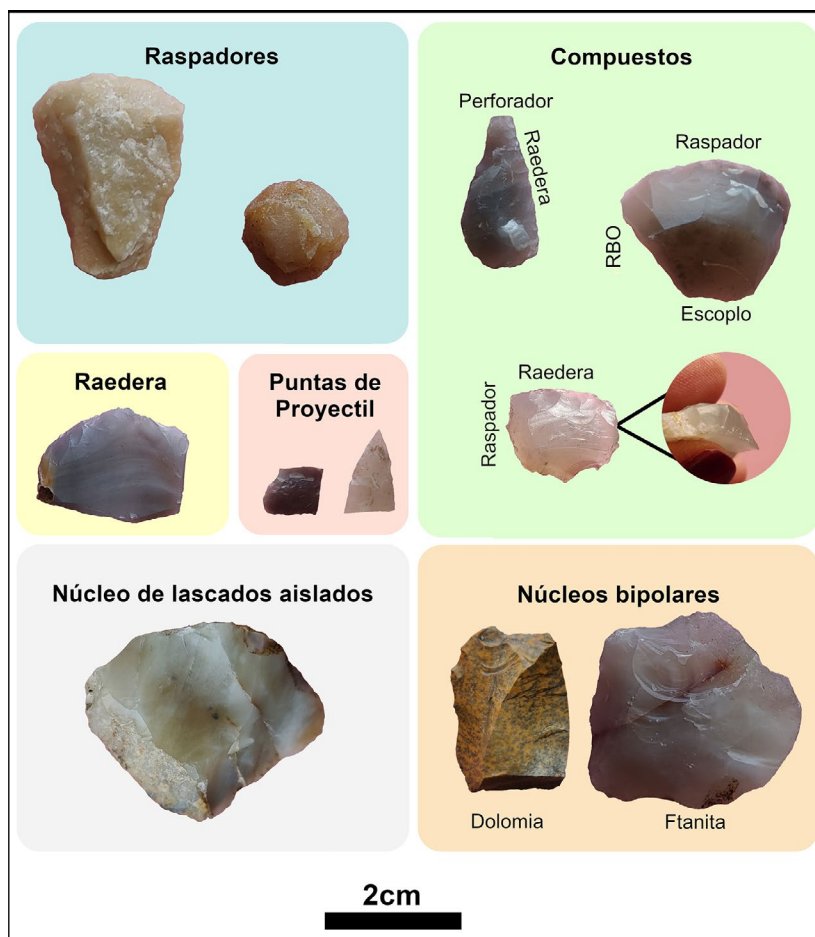 Raspadores
Compuestos
Perforador
Raedera
Raspador
RBO
Escoplo
Raedera
Raspador
Raedera
Puntas de
Proyectil
Núcleo de lascados aislados
Núcleos bipolares
Dolomia
Ftanita
2cm